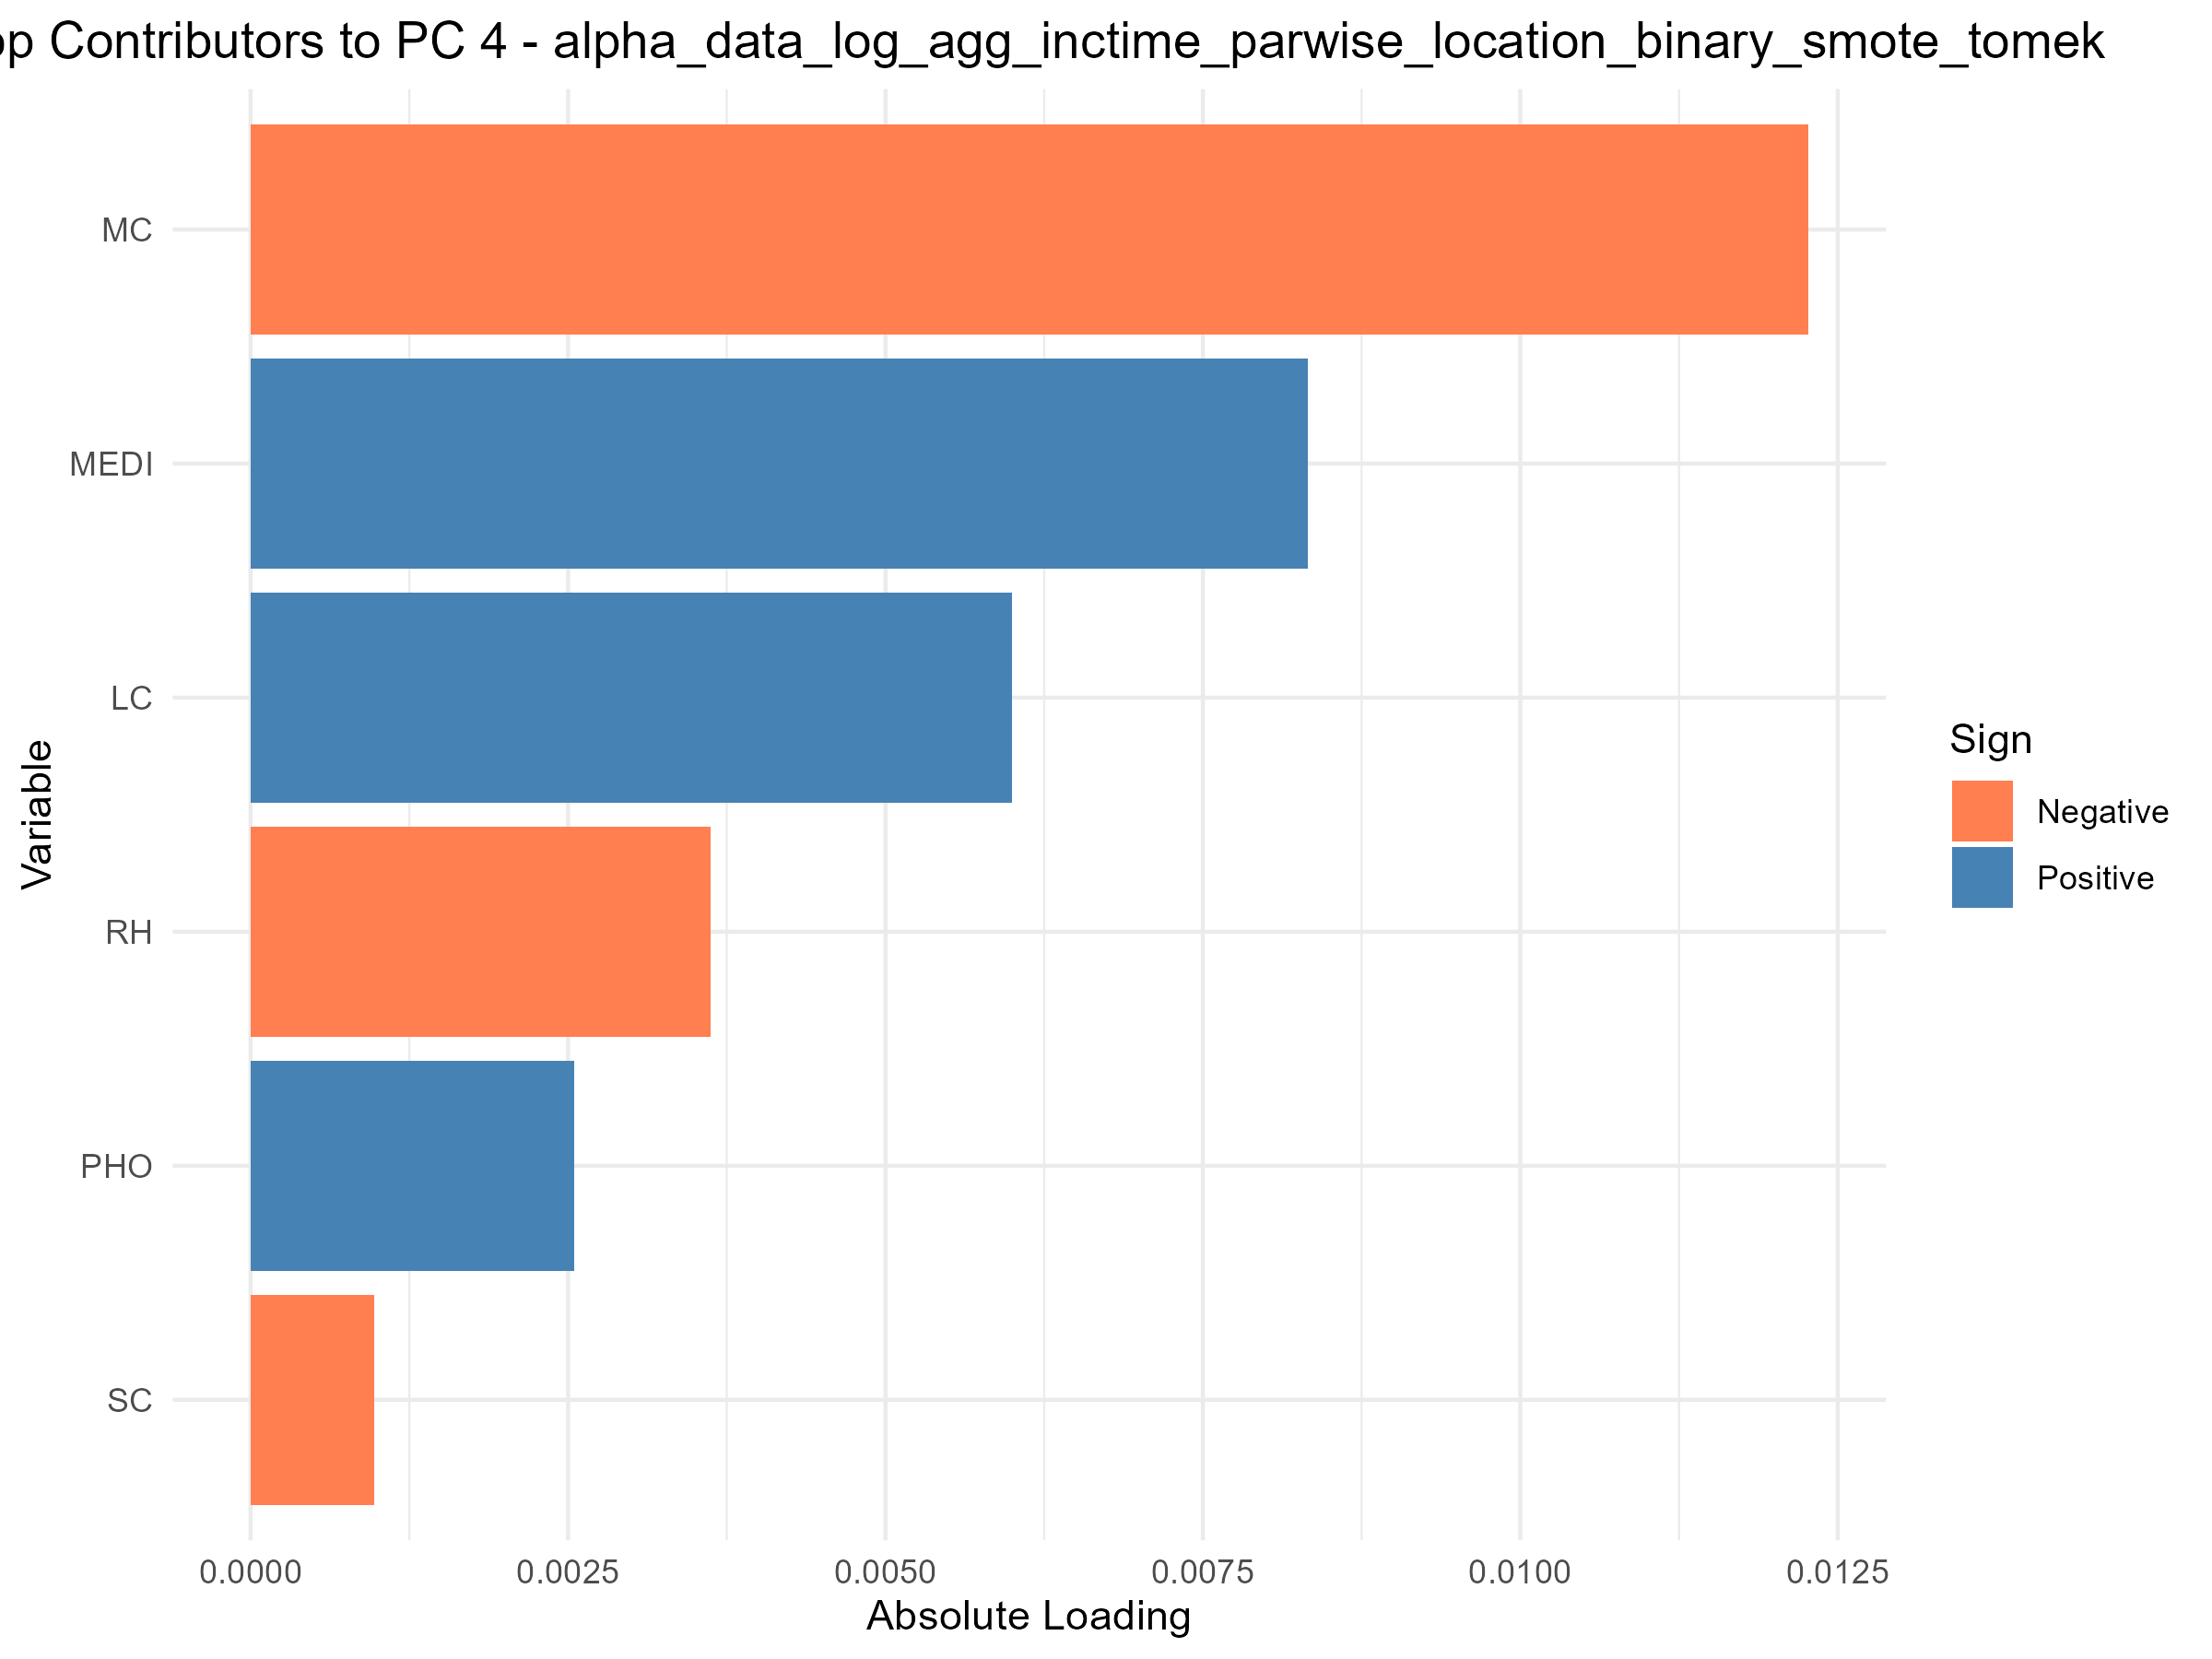 op Contributors to PC 4 - alpha_data_log_agg_inctime_parwise_location_binary_smote_tomek
MC
MEDI
LC
RH
PHO
SC
Variable
0.0000 0.0025 0.0050 0.0075 0.0100 0.0125
Absolute Loading
Sign
Negative
Positive